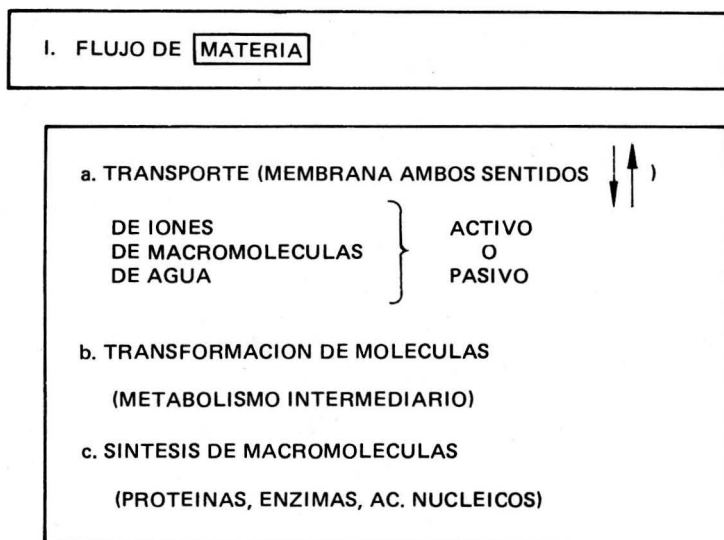 I. FLUJO DE MATERIA
a. TRANSPORTE (MEMBRANA AMBOS SENTIDOS ↓↑ )
DE IONES
DE MACROMOLECULAS
DE AGUA
ACTIVO
O
PASIVO
b. TRANSFORMACION DE MOLECULAS
(METABOLISMO INTERMEDIARIO)
c. SINTESIS DE MACROMOLECULAS
(PROTEINAS, ENZIMAS, AC. NUCLEICOS)